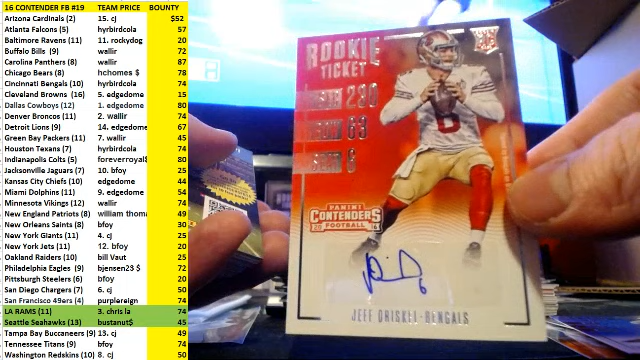 16 CONTENDER FB #19 TEAM PRICE BOUNTY
Arizona Cardinals (2) 15. cj $52
Atlanta Falcons (5) hyrbirdcola 57
Baltimore Ravens (11) 11. rockydog 20
Buffalo Bills (9) wallir 72
Carolina Panthers (8) wallir 87
Chicago Bears (8) hchomes $ 78
Cincinnati Bengals (10) hyrbirdcola 74
Cleveland Browns (16) 5. edgedome 15
Dallas Cowboys (12) 1. edgedome 80
Denver Broncos (11) 2. wallir 74
Detroit Lions (9) 14. edgedome 67
Green Bay Packers (11) 7. wallir 45
Houston Texans (7) hyrbirdcola 74
Indianapolis Colts (5) foreverroyal$ 80
Jacksonville Jaguars (7) 10. bfoy 25
Kansas City Chiefs (10) edgedome 44
Miami Dolphins (11) 9. edgedome 54
Minnesota Vikings (12) wallir 74
New England Patriots (8) william thoma 49
New Orleans Saints (8) bfoy 30
New York Giants (11) 4. cj 25
New York Jets (11) 12. bfoy 20
Oakland Raiders (10) bill Vaut 25
Philadelphia Eagles (9) bjensen23 $ 72
Pittsburgh Steelers (6) bfoy 20
San Diego Chargers (7) 6. cj 50
San Francisco 49ers (4) purplereign 74
LA RAMS (11) 3. chris la 74
Seattle Seahawks (13) bustanut$ 45
Tampa Bay Buccaneers (9) 13. cj 49
Tennessee Titans (9) bfoy 74
Washington Redskins (10) 8. cj 50
ROOKIE
TICKET
PANINI
CONTENDERS
FOOTBALL
JEFF DRISKEL-BENGALS